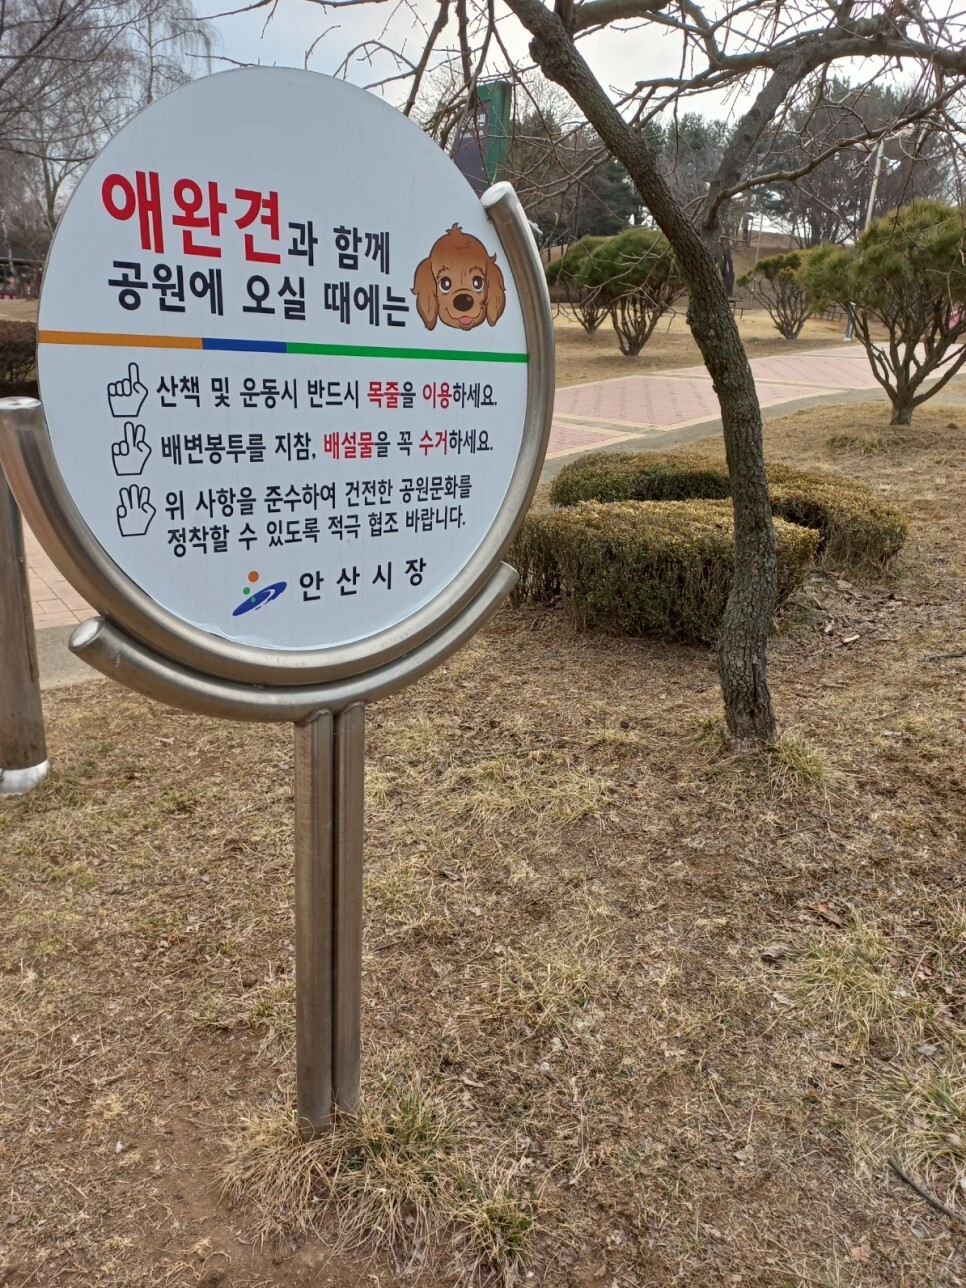 애완견과 함께
공원에 오실 때에는
산책 및 운동시 반드시 목줄을 이용하세요.
배변봉투를 지참, 배설물을 꼭 수거하세요.
위 사항을 준수하여 건전한 공원문화를
정착할 수 있도록 적극 협조 바랍니다.
안산시장